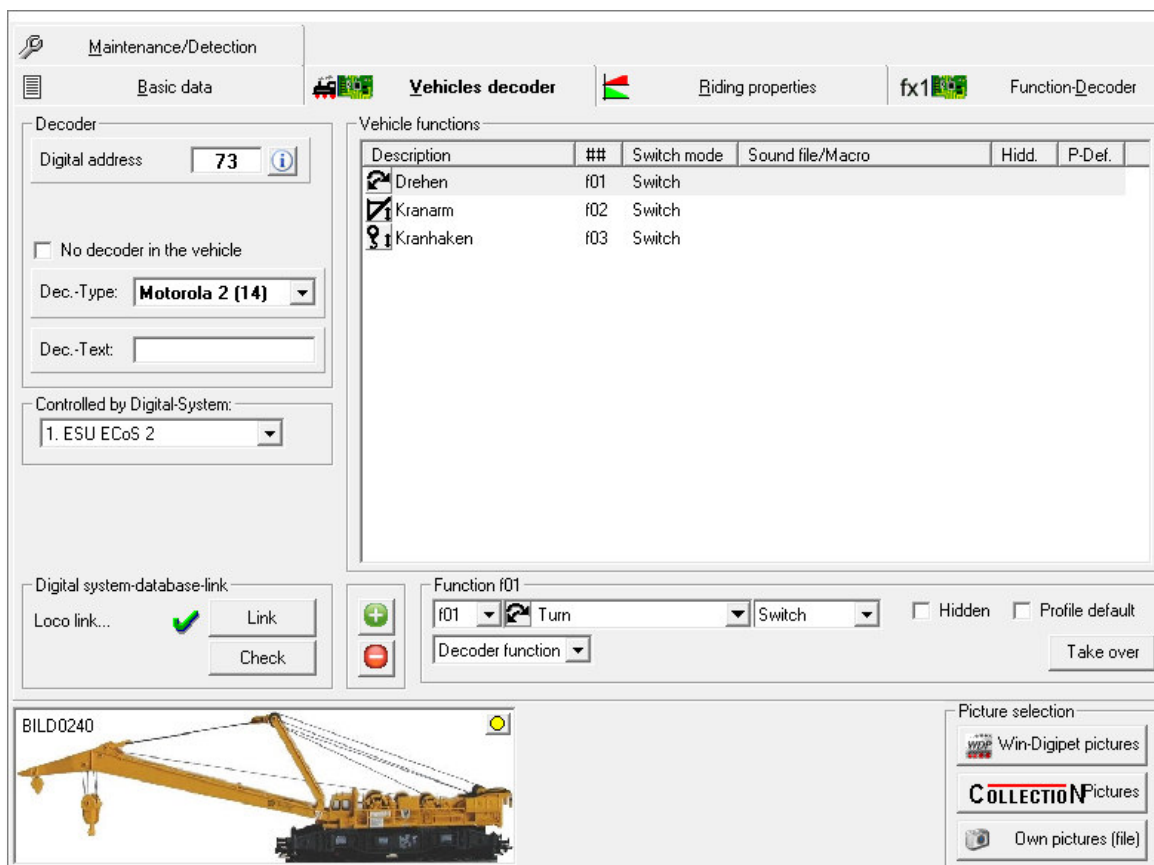 Maintenance/Detection
Basic data
Vehicles decoder
Riding properties
fx1
Function-Decoder
Decoder
Digital address 73
No decoder in the vehicle
Dec.-Type: Motorola 2 (14)
Dec.-Text:
Controlled by Digital-System:
1. ESU ECoS 2
Vehicle functions
Description ## Switch mode Sound file/Macro Hidd. P-Def.
Drehen f01 Switch
Kranarm f02 Switch
Kranhaken f03 Switch
Digital system-database-link
Loco link... Link
Check
Function f01
f01 Turn Switch Hidden Profile default
Decoder function Take over
BILD0240
Picture selection
WDP Win-Digipet pictures
COLLECTION Pictures
Own pictures (file)